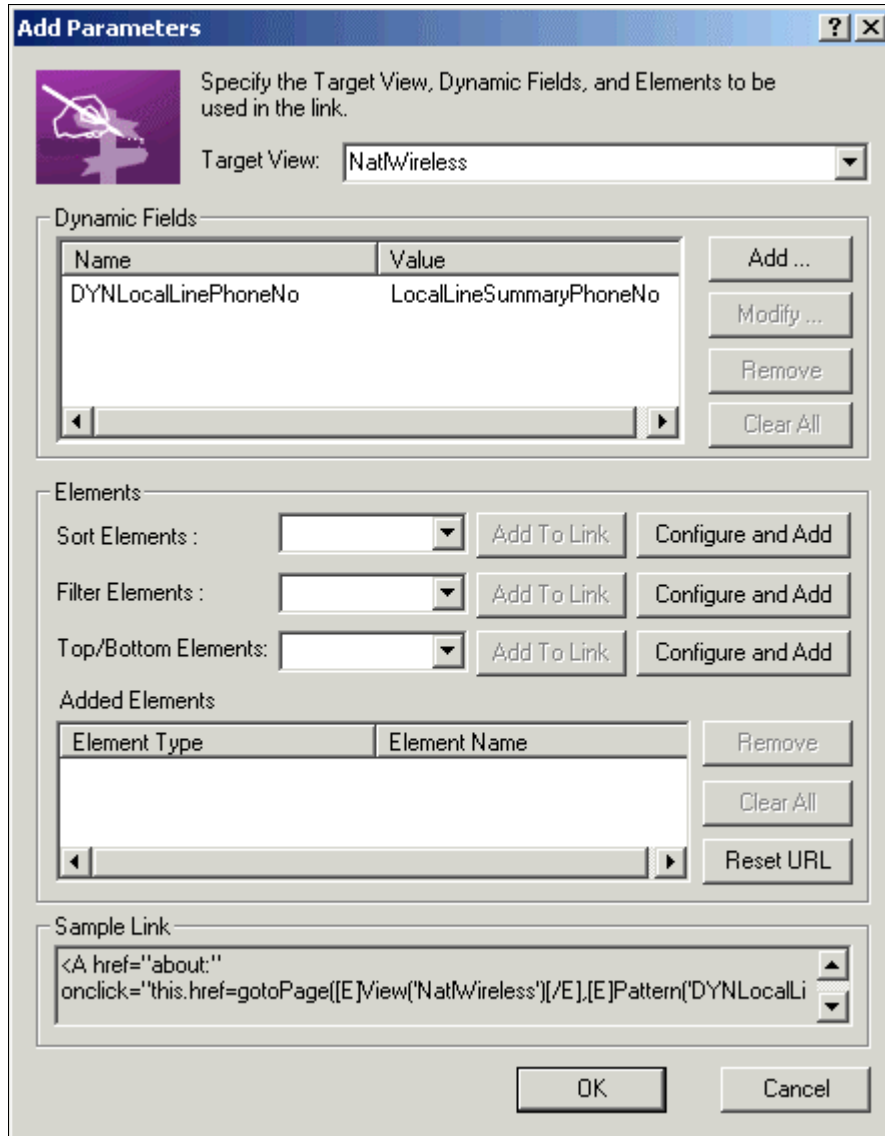 Add Parameters
Specify the Target View, Dynamic Fields, and Elements to be
used in the link.
Target View: NatlWireless
Dynamic Fields
Name Value
DYNLocalLinePhoneNo LocalLineSummaryPhoneNo
Add ...
Modify ...
Remove
Clear All
Elements
Sort Elements : Add To Link Configure and Add
Filter Elements : Add To Link Configure and Add
Top/Bottom Elements: Add To Link Configure and Add
Added Elements
Element Type Element Name
Remove
Clear All
Reset URL
Sample Link
<A href="about:"
onclick="this.href=gotoPage([E]View('NatlWireless')[/E],[E]Pattern('DYNLocalLi
OK Cancel